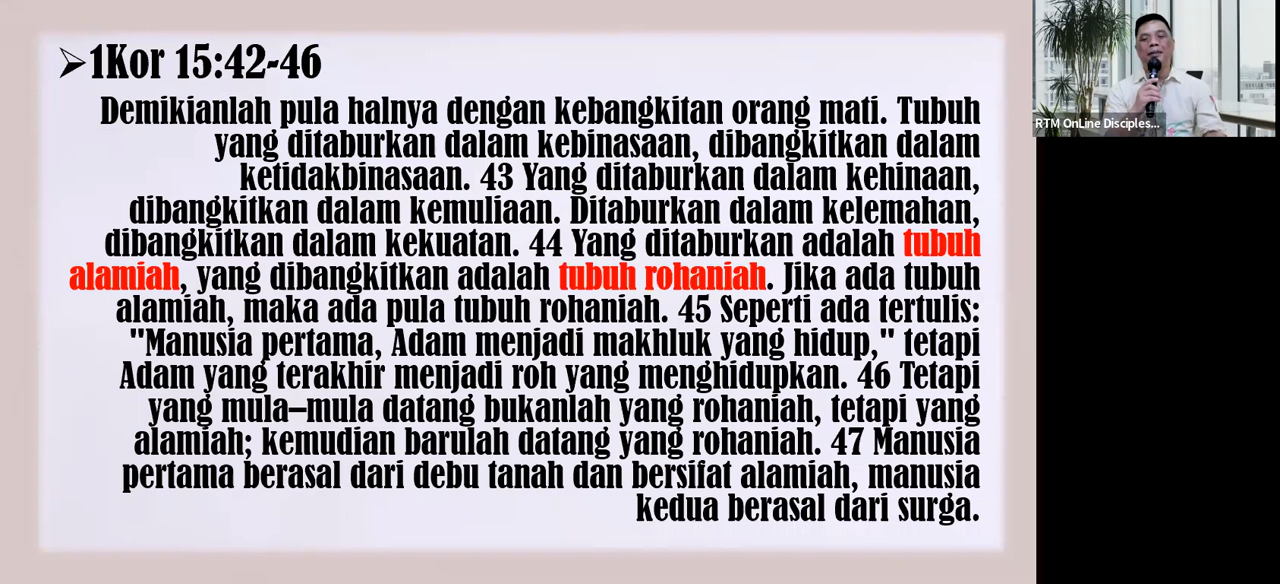 ➢1Kor 15:42-46
Demikianlah pula halnya dengan kebangkitan orang mati. Tubuh
yang ditaburkan dalam kebinasaan, dibangkitkan dalam
ketidakbinasaan. 43 Yang ditaburkan dalam kehinaan,
dibangkitkan dalam kemuliaan. Ditaburkan dalam kelemahan,
dibangkitkan dalam kekuatan. 44 Yang ditaburkan adalah tubuh
alamiah, yang dibangkitkan adalah tubuh rohaniah. Jika ada tubuh
alamiah, maka ada pula tubuh rohaniah. 45 Seperti ada tertulis:
"Manusia pertama, Adam menjadi makhluk yang hidup," tetapi
Adam yang terakhir menjadi roh yang menghidupkan. 46 Tetapi
yang mula–mula datang bukanlah yang rohaniah, tetapi yang
alamiah; kemudian barulah datang yang rohaniah. 47 Manusia
pertama berasal dari debu tanah dan bersifat alamiah, manusia
kedua berasal dari surga.
RTM OnLine Disciples...